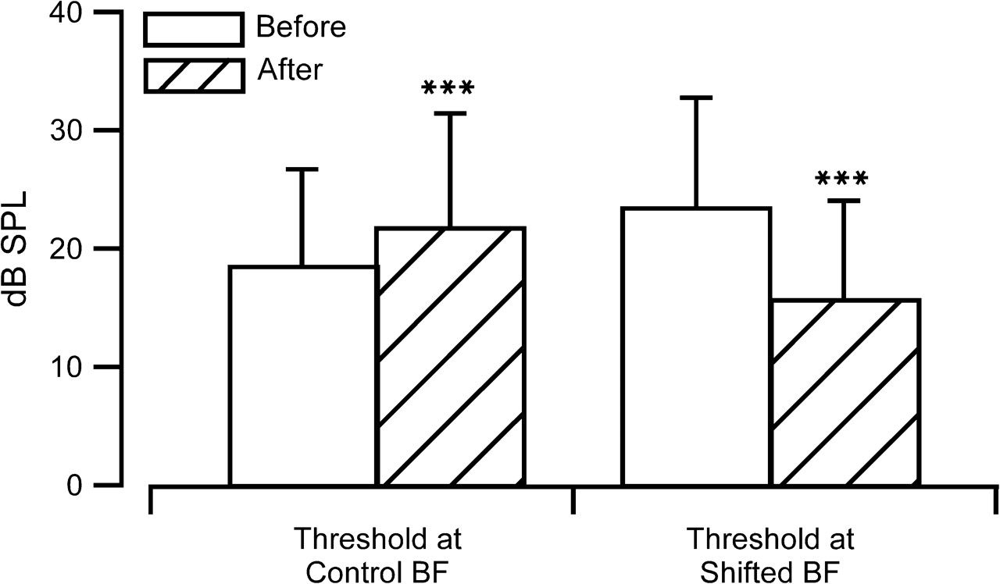 40
30
20
10
0
dB SPL
Before
After
***
***
Threshold at
Control BF
Threshold at
Shifted BF